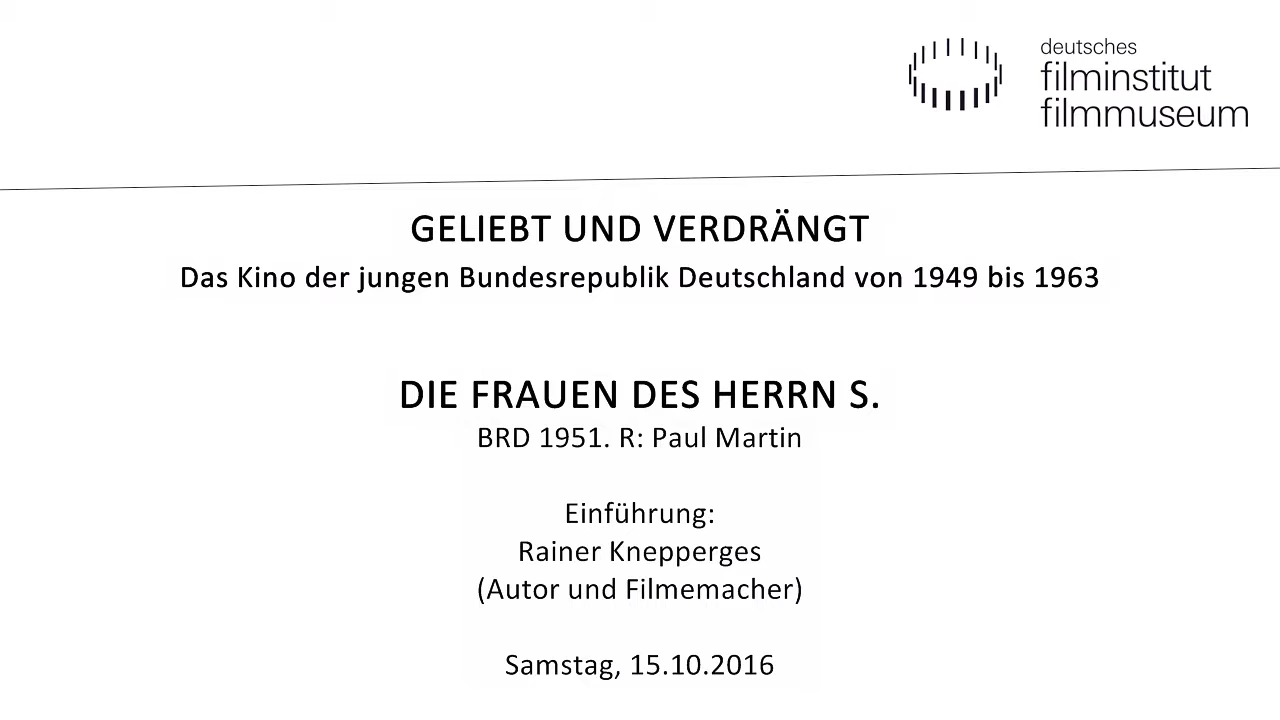 deutsches
filminstitut
filmmuseum
GELIEBT UND VERDRÄNGT
Das Kino der jungen Bundesrepublik Deutschland von 1949 bis 1963
DIE FRAUEN DES HERRN S.
BRD 1951. R: Paul Martin
Einführung:
Rainer Knepperges
(Autor und Filmemacher)
Samstag, 15.10.2016